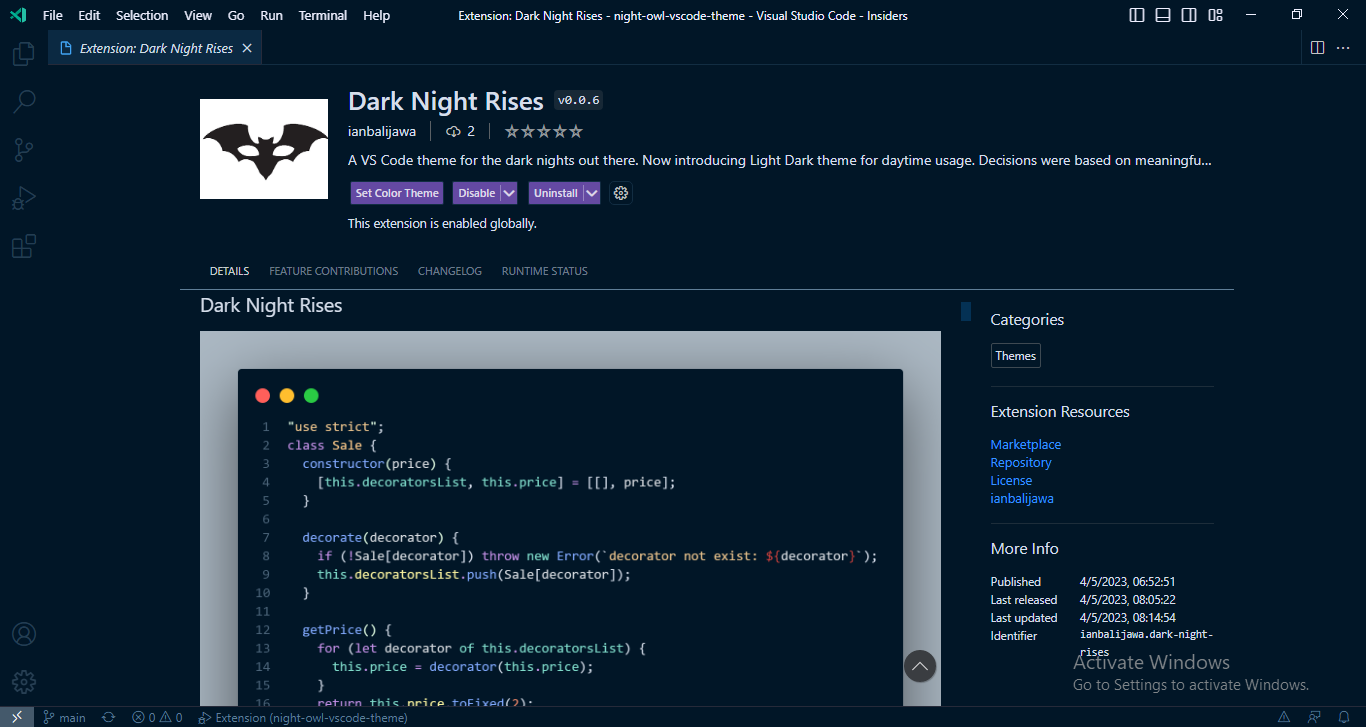 File Edit Selection View Go Run Terminal Help Extension: Dark Night Rises - night-owl-vscode-theme - Visual Studio Code - Insiders
Extension: Dark Night Rises
Dark Night Rises v0.0.6
ianbalijawa 2
A VS Code theme for the dark nights out there. Now introducing Light Dark theme for daytime usage. Decisions were based on meaningfu...
Set Color Theme Disable Uninstall
This extension is enabled globally.
DETAILS FEATURE CONTRIBUTIONS CHANGELOG RUNTIME STATUS
Dark Night Rises
1 "use strict";
2 class Sale {
3 constructor(price) {
4 [this.decoratorsList, this.price] = [[], price];
5 }
6
7 decorate(decorator) {
8 if (!Sale[decorator]) throw new Error(`decorator not exist: ${decorator}`);
9 this.decoratorsList.push(Sale[decorator]);
10 }
11
12 getPrice() {
13 for (let decorator of this.decoratorsList) {
14 this.price = decorator(this.price);
15 }
16 return this.price.toFixed(2);
Categories
Themes
Extension Resources
Marketplace
Repository
License
ianbalijawa
More Info
Published 4/5/2023, 06:52:51
Last released 4/5/2023, 08:05:22
Last updated 4/5/2023, 08:14:54
Identifier ianbalijawa.dark-night-
rises
Activate Windows
Go to Settings to activate Windows.
main 0 0 Extension (night-owl-vscode-theme)